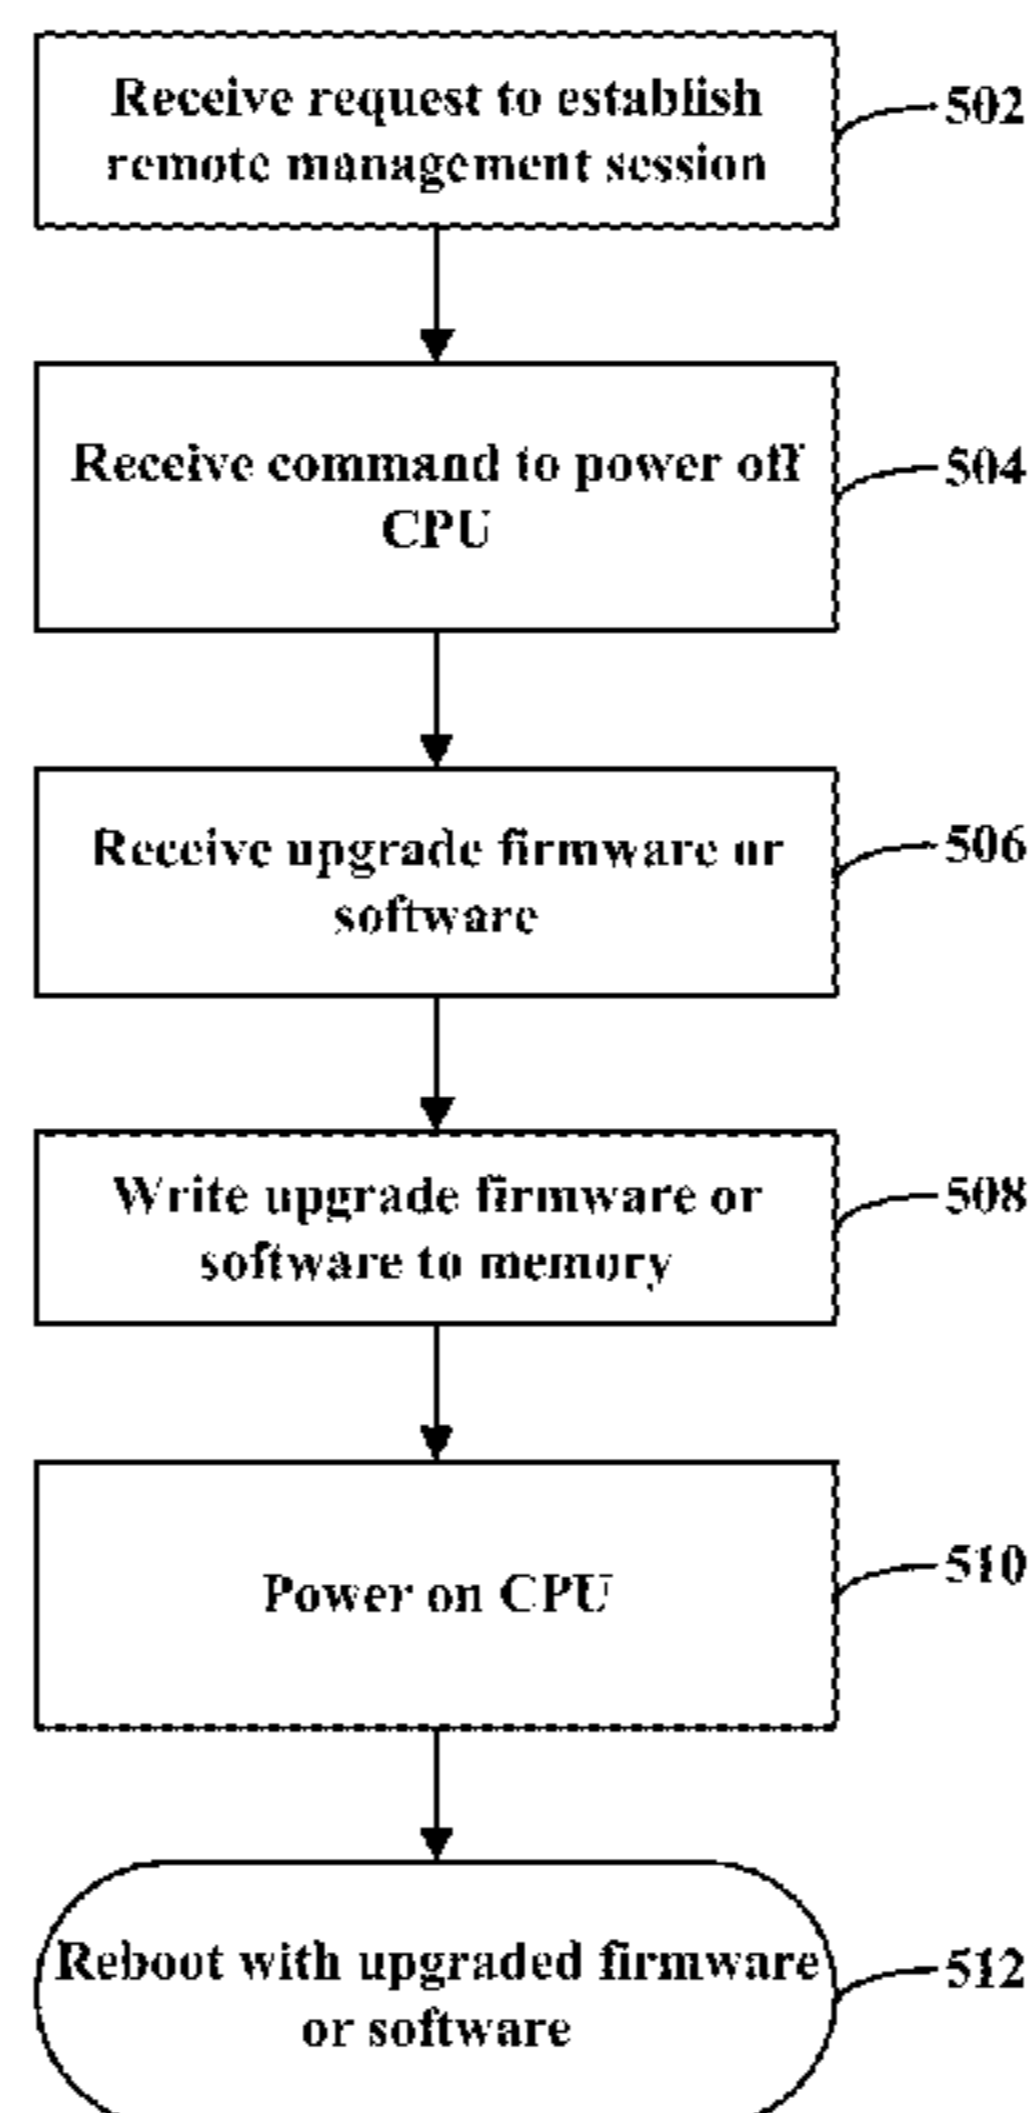 Receive request to establish
remote management session
502
Receive command to power off
CPU
504
Receive upgrade firmware or
software
506
Write upgrade firmware or
software to memory
508
Power on CPU
510
Reboot with upgraded firmware
or software
512